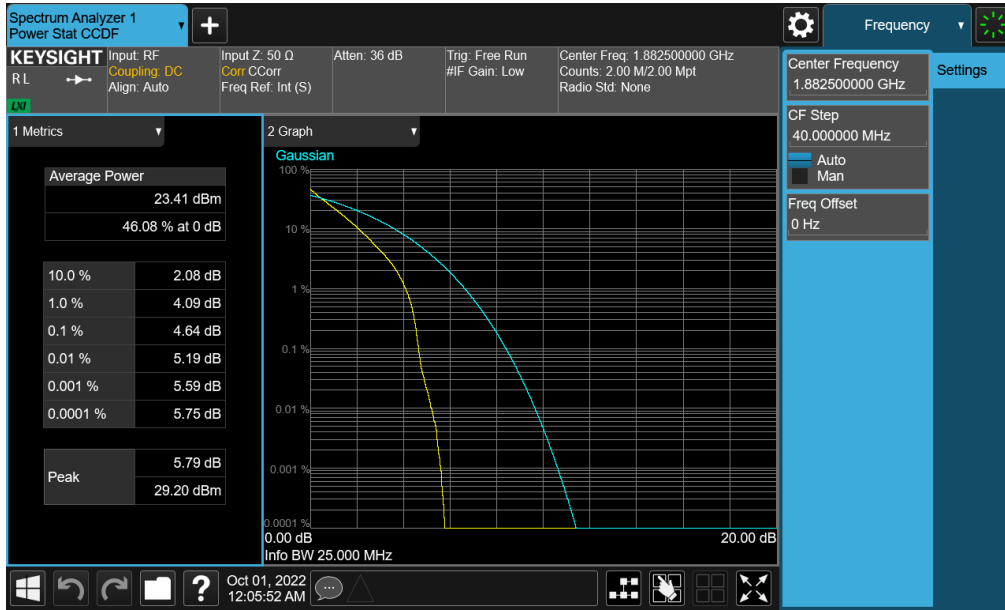 Spectrum Analyzer 1
Power Stat CCDF
Frequency
KEYSIGHT
R L
LXI
Input: RF
Coupling: DC
Align: Auto
Input Z: 50 Ω
Corr CCorr
Freq Ref: Int (S)
Atten: 36 dB
Trig: Free Run
#IF Gain: Low
Center Freq: 1.882500000 GHz
Counts: 2.00 M/2.00 Mpt
Radio Std: None
Center Frequency
1.882500000 GHz
Settings
CF Step
40.000000 MHz
Auto
Man
Freq Offset
0 Hz
1 Metrics
Average Power
23.41 dBm
46.08 % at 0 dB
10.0 % 2.08 dB
1.0 % 4.09 dB
0.1 % 4.64 dB
0.01 % 5.19 dB
0.001 % 5.59 dB
0.0001 % 5.75 dB
Peak
5.79 dB
29.20 dBm
2 Graph
Gaussian
100 %
10 %
1 %
0.1 %
0.01 %
0.001 %
0.0001 %
0.00 dB 20.00 dB
Info BW 25.000 MHz
?
Oct 01, 2022
12:05:52 AM